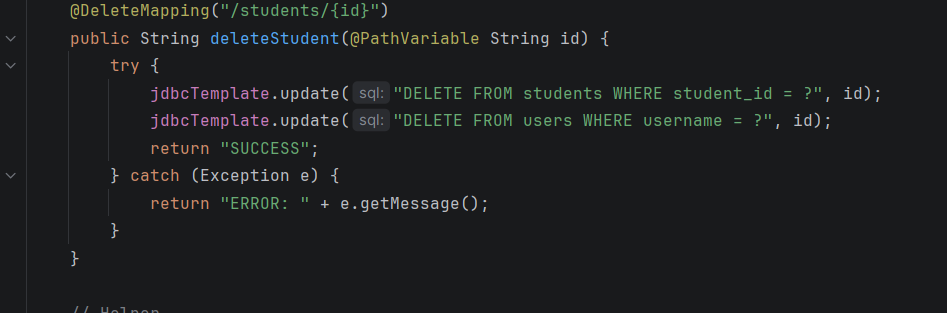 @DeleteMapping("/students/{id}")
public String deleteStudent(@PathVariable String id) {
try {
jdbcTemplate.update( sql: "DELETE FROM students WHERE student_id = ?", id);
jdbcTemplate.update( sql: "DELETE FROM users WHERE username = ?", id);
return "SUCCESS";
} catch (Exception e) {
return "ERROR: " + e.getMessage();
}
}
// Helper